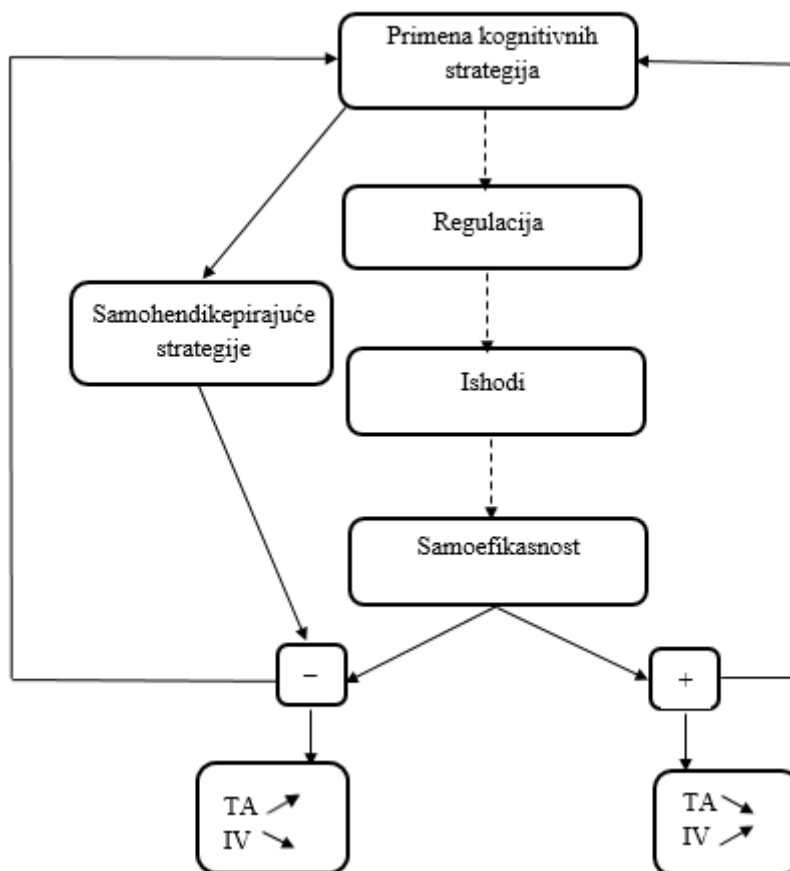 Primena kognitivnih
strategija
Regulacija
Samohendikepirajuće
strategije
Ishodi
Samoefikasnost
−
+
TA
IV
TA
IV